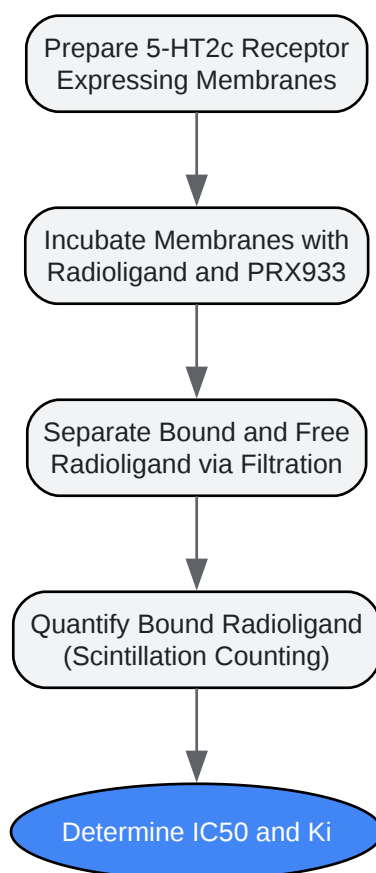 Prepare 5-HT2c Receptor
Expressing Membranes
Incubate Membranes with
Radioligand and PRX933
Separate Bound and Free
Radioligand via Filtration
Quantify Bound Radioligand
(Scintillation Counting)
Determine IC50 and Ki